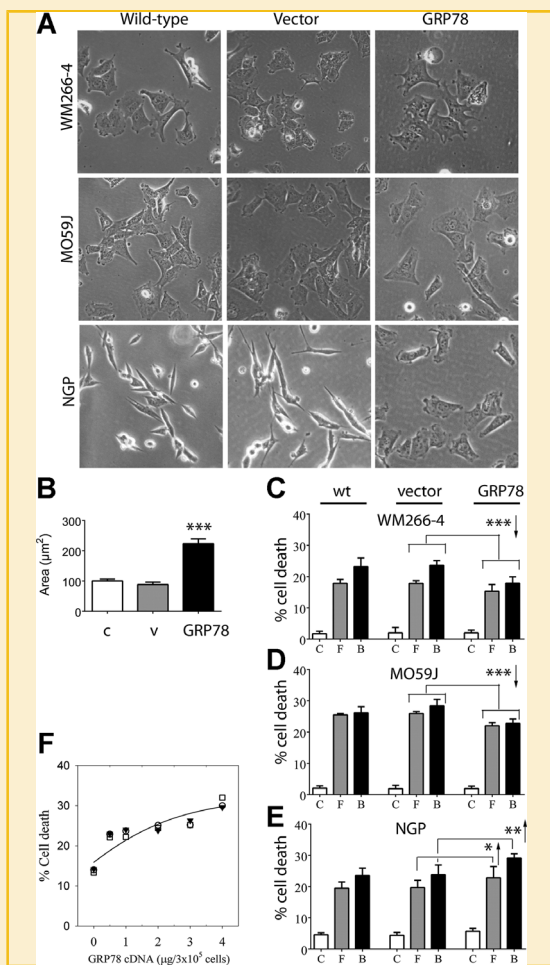 A
Wild-type Vector GRP78
WM266-4
MO59J
NGP
B
Area (µm²)
300
200
100
0
***
c v GRP78
C
wt vector GRP78
WM266-4
***
% cell death
40
30
20
10
0
C F B C F B C F B
D
MO59J
***
% cell death
40
30
20
10
0
C F B C F B C F B
E
NGP
* **
% cell death
40
30
20
10
0
C F B C F B C F B
F
% Cell death
40
30
20
10
0
0 1 2 3 4
GRP78 cDNA (µg/3x10⁵ cells)